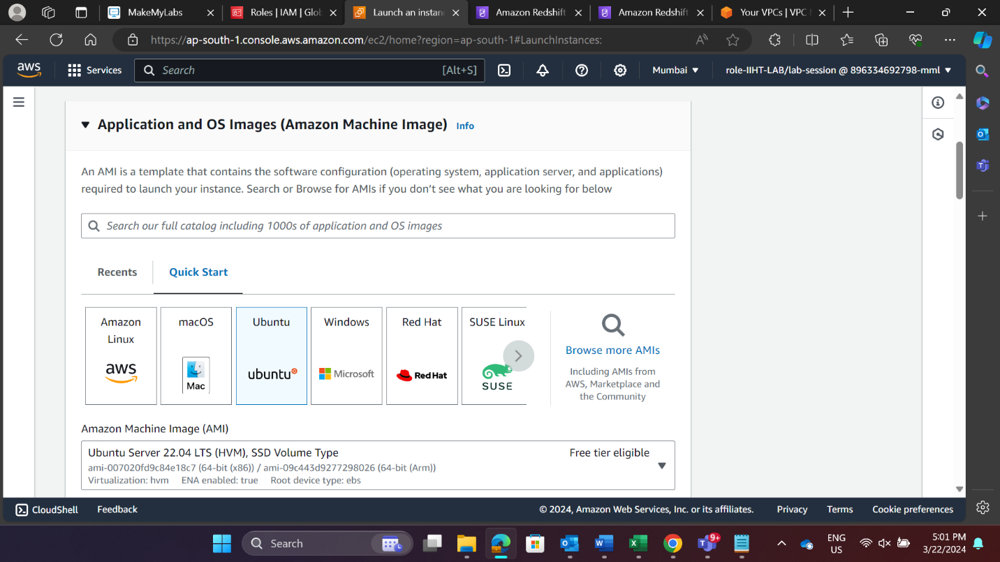 MakeMyLabs
Roles | IAM | Glo
Launch an instan
Amazon Redshift
Amazon Redshift
Your VPCs | VPC
https://ap-south-1.console.aws.amazon.com/ec2/home?region=ap-south-1#LaunchInstances:
aws
Services
Search
[Alt+S]
Mumbai
role-IIHT-LAB/lab-session @ 896334692798-mml
Application and OS Images (Amazon Machine Image)
Info
An AMI is a template that contains the software configuration (operating system, application server, and applications)
required to launch your instance. Search or Browse for AMIs if you don’t see what you are looking for below
Search our full catalog including 1000s of application and OS images
Recents
Quick Start
Amazon
Linux
aws
macOS
Mac
Ubuntu
ubuntu
Windows
Microsoft
Red Hat
Red Hat
SUSE Linux
SUSE
Browse more AMIs
Including AMIs from
AWS, Marketplace and
the Community
Amazon Machine Image (AMI)
Ubuntu Server 22.04 LTS (HVM), SSD Volume Type
Free tier eligible
ami-007020fd9c84e18c7 (64-bit (x86)) / ami-09c443d9277298026 (64-bit (Arm))
Virtualization: hvm ENA enabled: true Root device type: ebs
CloudShell
Feedback
© 2024, Amazon Web Services, Inc. or its affiliates.
Privacy
Terms
Cookie preferences
Search
9+
ENG
US
5:01 PM
3/22/2024